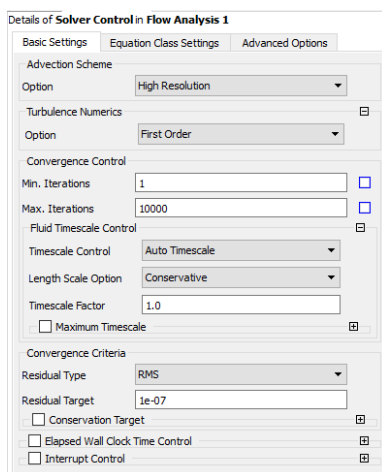 Details of Solver Control in Flow Analysis 1
Basic Settings Equation Class Settings Advanced Options
Advection Scheme
Option High Resolution
Turbulence Numerics
Option First Order
Convergence Control
Min. Iterations 1
Max. Iterations 10000
Fluid Timescale Control
Timescale Control Auto Timescale
Length Scale Option Conservative
Timescale Factor 1.0
Maximum Timescale
Convergence Criteria
Residual Type RMS
Residual Target 1e-07
Conservation Target
Elapsed Wall Clock Time Control
Interrupt Control